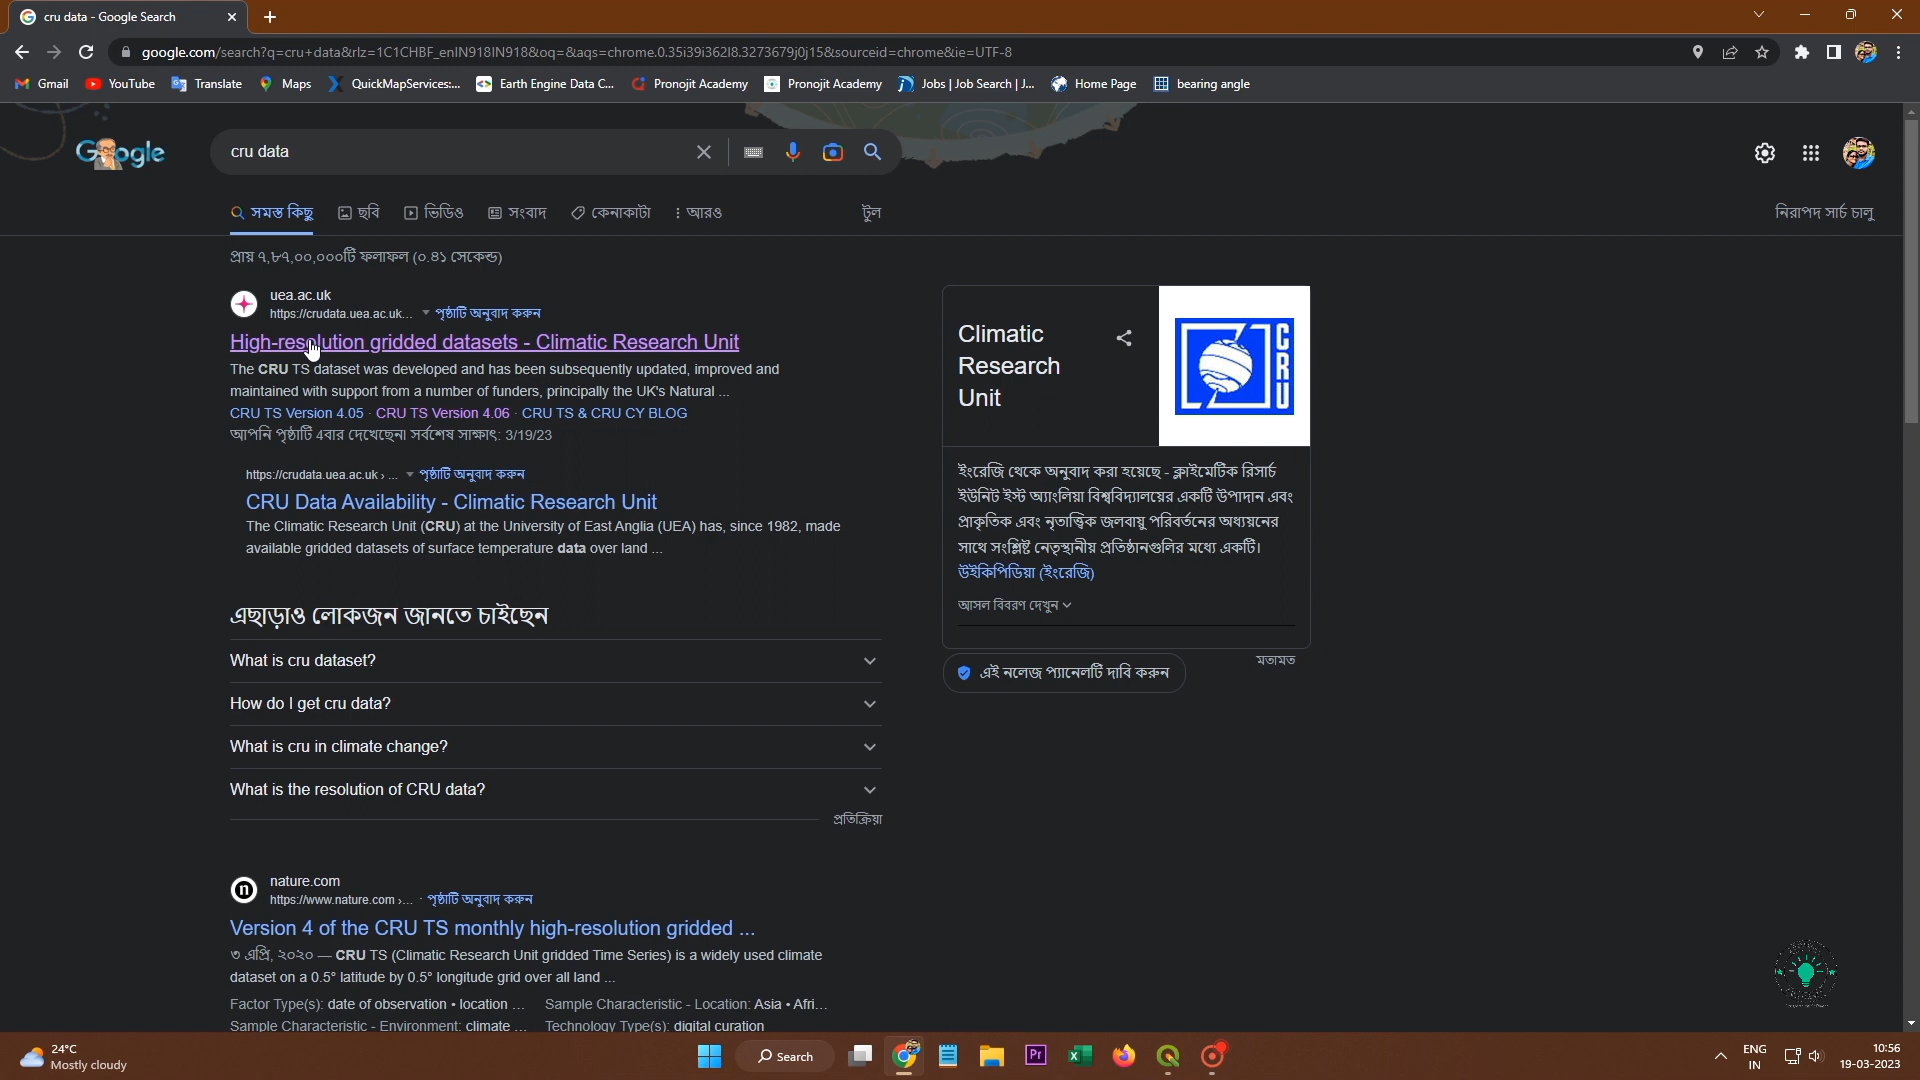 cru data - Google Search
google.com/search?q=cru+data&rlz=1C1CHBF_enIN918IN918&oq=&aqs=chrome.0.35i39i362l8.3273679j0j15&sourceid=chrome&ie=UTF-8
Gmail YouTube Translate Maps QuickMapServices:... Earth Engine Data C... Pronojit Academy Pronojit Academy Jobs | Job Search | J... Home Page bearing angle
Google cru data
সমস্ত কিছু ছবি ভিডিও সংবাদ কেনাকাটা আরও টুল নিরাপদ সার্চ চালু
প্রায় ৭,৮৭,০০,০০০টি ফলাফল (০.৪১ সেকেন্ড)
uea.ac.uk
https://crudata.uea.ac.uk... পৃষ্ঠাটি অনুবাদ করুন
High-resolution gridded datasets - Climatic Research Unit
The CRU TS dataset was developed and has been subsequently updated, improved and
maintained with support from a number of funders, principally the UK's Natural ...
CRU TS Version 4.05 · CRU TS Version 4.06 · CRU TS & CRU CY BLOG
আপনি পৃষ্ঠাটি 4বার দেখেছেন৷ সর্বশেষ সাক্ষাৎ: 3/19/23
https://crudata.uea.ac.uk › ... পৃষ্ঠাটি অনুবাদ করুন
CRU Data Availability - Climatic Research Unit
The Climatic Research Unit (CRU) at the University of East Anglia (UEA) has, since 1982, made
available gridded datasets of surface temperature data over land ...
এছাড়াও লোকজন জানতে চাইছেন
What is cru dataset?
How do I get cru data?
What is cru in climate change?
What is the resolution of CRU data?
প্রতিক্রিয়া
nature.com
https://www.nature.com ›... · পৃষ্ঠাটি অনুবাদ করুন
Version 4 of the CRU TS monthly high-resolution gridded ...
৩ এপ্রি, ২০২০ — CRU TS (Climatic Research Unit gridded Time Series) is a widely used climate
dataset on a 0.5° latitude by 0.5° longitude grid over all land ...
Factor Type(s): date of observation • location ... Sample Characteristic - Location: Asia • Afri...
Sample Characteristic - Environment: climate ... Technology Type(s): digital curation
Climatic
Research
Unit
CRU
ইংরেজি থেকে অনুবাদ করা হয়েছে - ক্লাইমেটিক রিসার্চ
ইউনিট ইস্ট অ্যাংলিয়া বিশ্ববিদ্যালয়ের একটি উপাদান এবং
প্রাকৃতিক এবং নৃতাত্ত্বিক জলবায়ু পরিবর্তনের অধ্যয়নের
সাথে সংশ্লিষ্ট নেতৃস্থানীয় প্রতিষ্ঠানগুলির মধ্যে একটি।
উইকিপিডিয়া (ইংরেজি)
আসল বিবরণ দেখুন
মতামত
এই নলেজ প্যানেলটি দাবি করুন
24°C
Mostly cloudy
Search
Pr
ENG
IN
10:56
19-03-2023